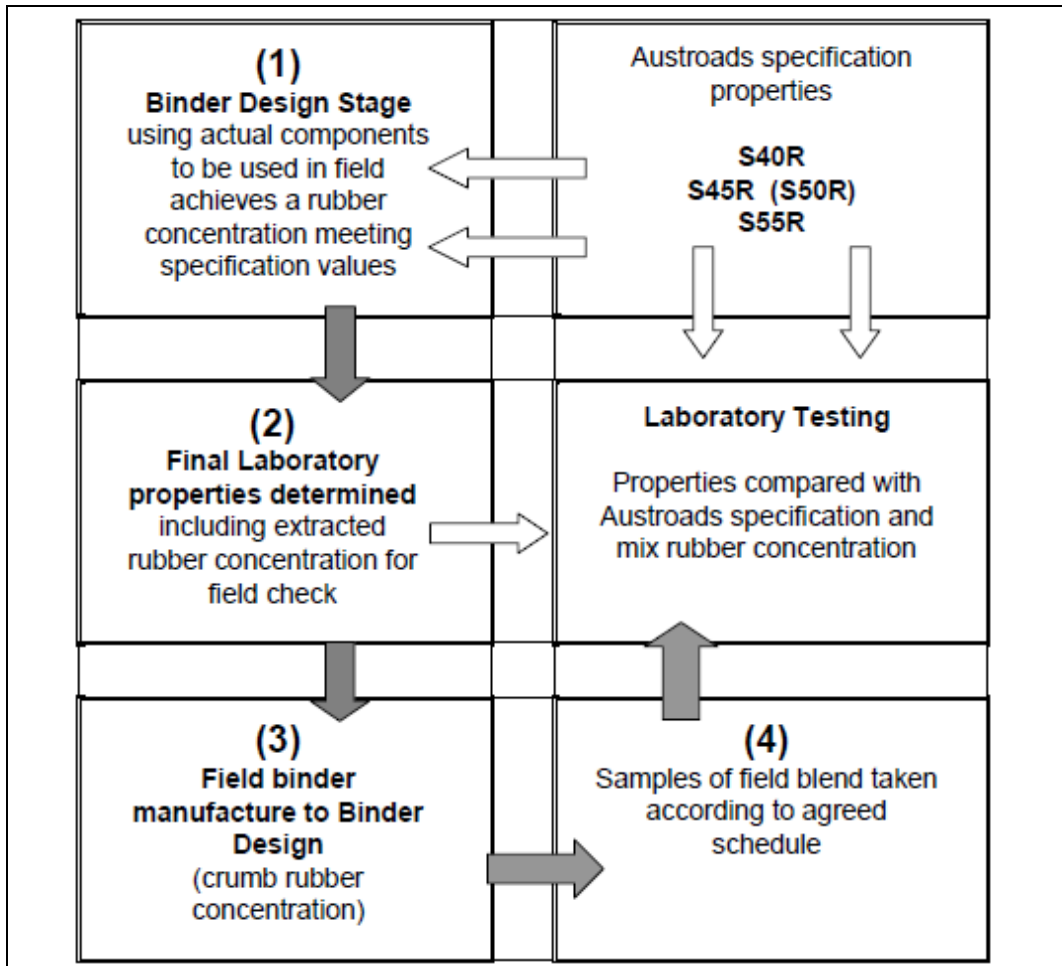 (1)
Binder Design Stage
using actual components
to be used in field
achieves a rubber
concentration meeting
specification values
Austroads specification
properties
S40R
S45R (S50R)
S55R
(2)
Final Laboratory
properties determined
including extracted
rubber concentration for
field check
Laboratory Testing
Properties compared with
Austroads specification and
mix rubber concentration
(3)
Field binder
manufacture to Binder
Design
(crumb rubber
concentration)
(4)
Samples of field blend taken
according to agreed
schedule